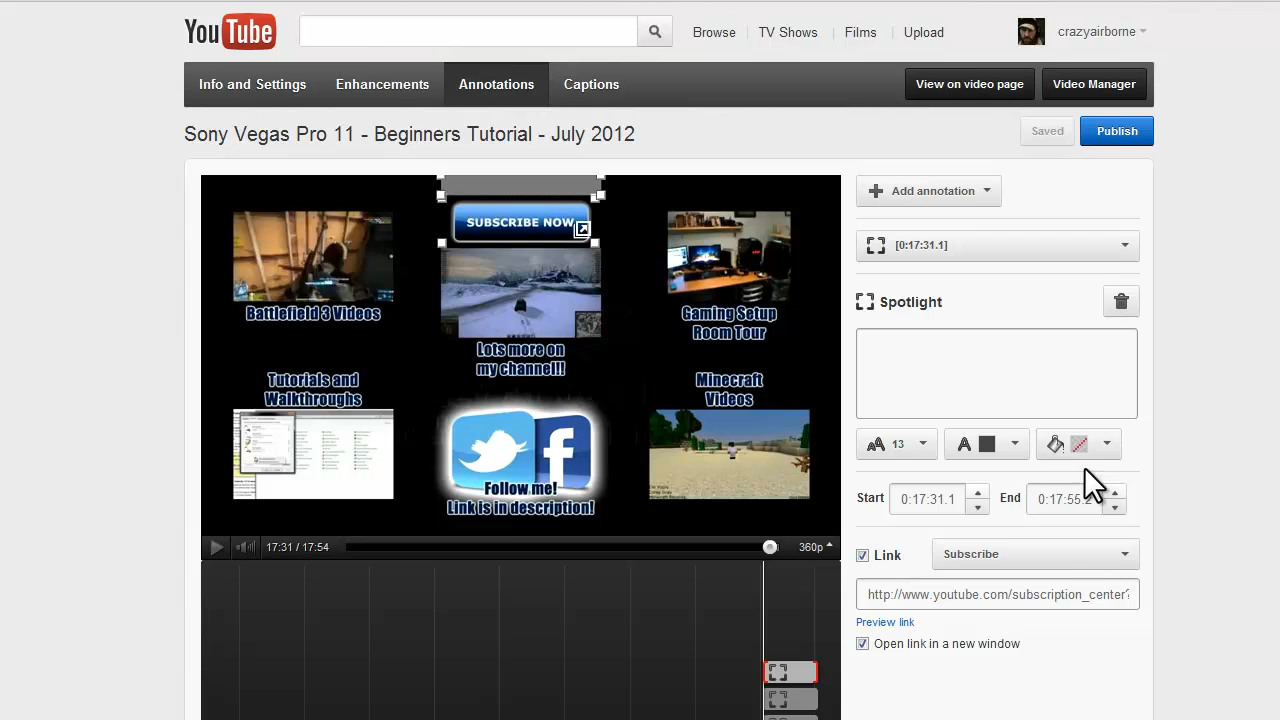 YouTube
Browse TV Shows Films Upload crazyairborne
Info and Settings Enhancements Annotations Captions View on video page Video Manager
Sony Vegas Pro 11 - Beginners Tutorial - July 2012 Saved Publish
Add annotation
SUBSCRIBE NOW
[0:17:31.1]
Spotlight
Battlefield 3 Videos
Gaming Setup
Room Tour
Lots more on
my channel!!!
Tutorials and
Walkthroughs
Minecraft
Videos
13
Follow me!
Link is in description!
Start 0:17:31.1 End 0:17:55.2
17:31 / 17:54 360p
Link Subscribe
http://www.youtube.com/subscription_center?
Preview link
Open link in a new window